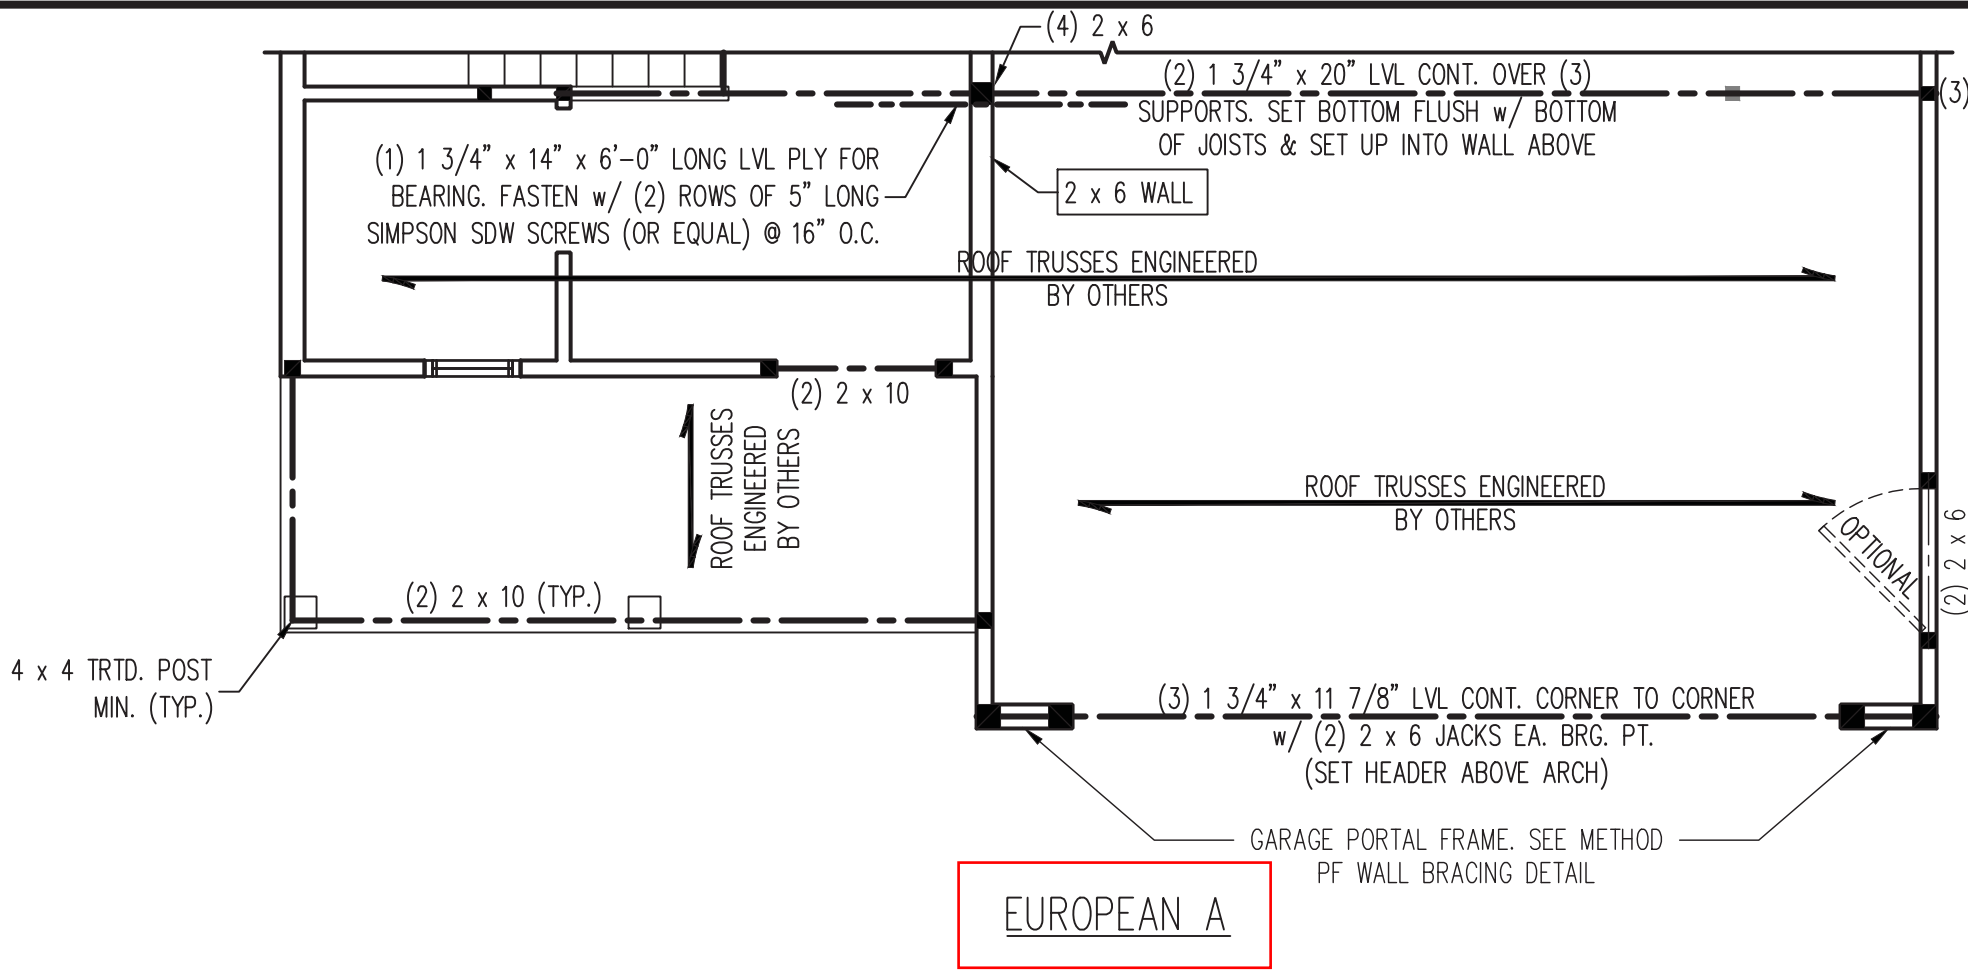 (4) 2 x 6
(2) 1 3/4” x 20” LVL CONT. OVER (3)
SUPPORTS. SET BOTTOM FLUSH w/ BOTTOM
OF JOISTS & SET UP INTO WALL ABOVE
(3)
(1) 1 3/4” x 14” x 6’-0” LONG LVL PLY FOR
BEARING. FASTEN w/ (2) ROWS OF 5” LONG
SIMPSON SDW SCREWS (OR EQUAL) @ 16” O.C.
2 x 6 WALL
ROOF TRUSSES ENGINEERED
BY OTHERS
(2) 2 x 10
ROOF TRUSSES
ENGINEERED
BY OTHERS
ROOF TRUSSES ENGINEERED
BY OTHERS
OPTIONAL
(2) 2 x 6
(2) 2 x 10 (TYP.)
4 x 4 TRTD. POST
MIN. (TYP.)
(3) 1 3/4” x 11 7/8” LVL CONT. CORNER TO CORNER
w/ (2) 2 x 6 JACKS EA. BRG. PT.
(SET HEADER ABOVE ARCH)
GARAGE PORTAL FRAME. SEE METHOD
PF WALL BRACING DETAIL
EUROPEAN A